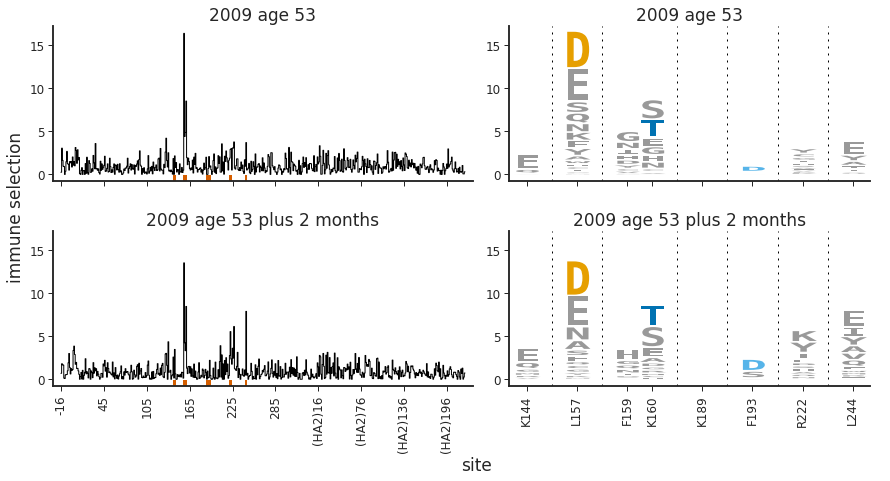 2009 age 53
2009 age 53
immune selection
15
10
5
0
15
10
5
0
D
E
S
Q
N
K
F
Y
A
E
G
N
S
T
E
G
H
N
D
Y
E
Y
A
2009 age 53 plus 2 months
2009 age 53 plus 2 months
15
10
5
0
15
10
5
0
D
E
N
A
E
H
T
S
E
D
S
K
Y
E
-16
45
105
165
225
285
(HA2)16
(HA2)76
(HA2)136
(HA2)196
K144
L157
F159
K160
K189
F193
R222
L244
site